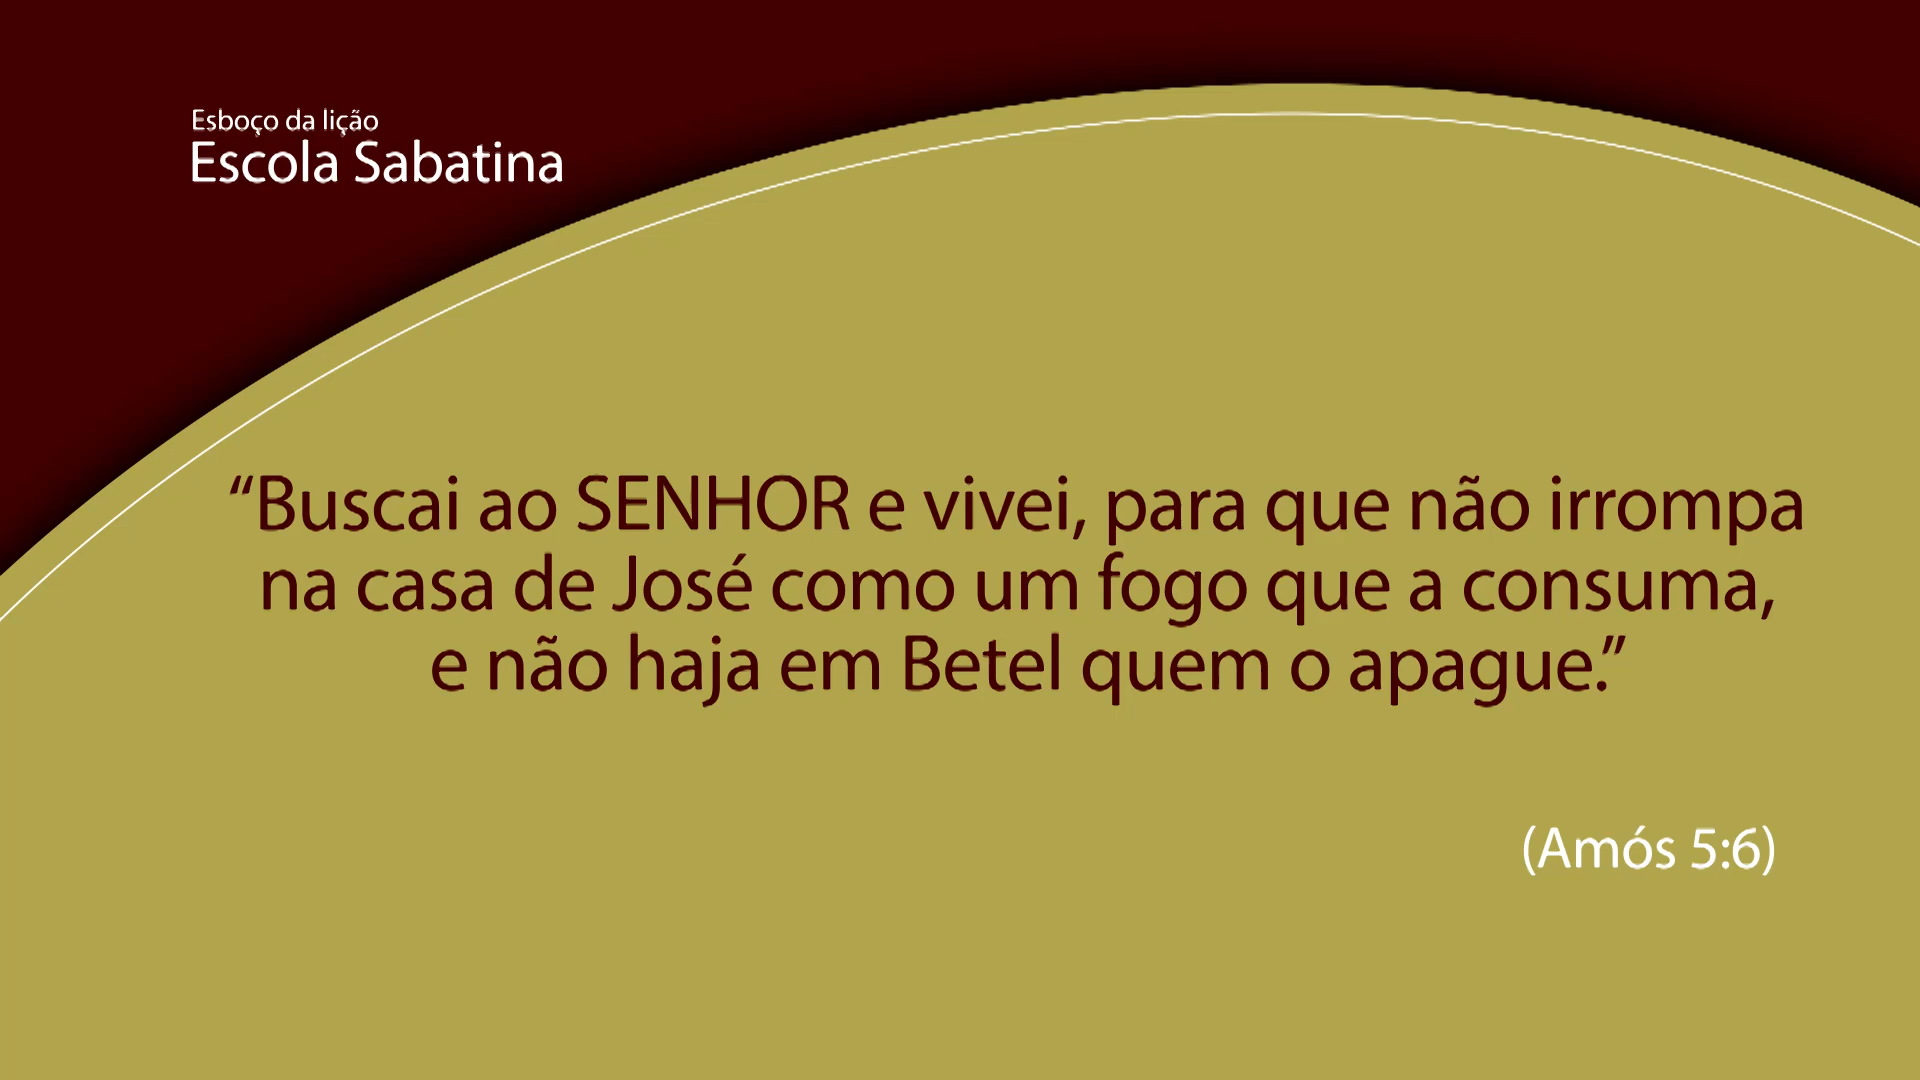 Esboço da lição
Escola Sabatina
“Buscai ao SENHOR e vivei, para que não irrompa
na casa de José como um fogo que a consuma,
e não haja em Betel quem o apague.”
(Amós 5:6)